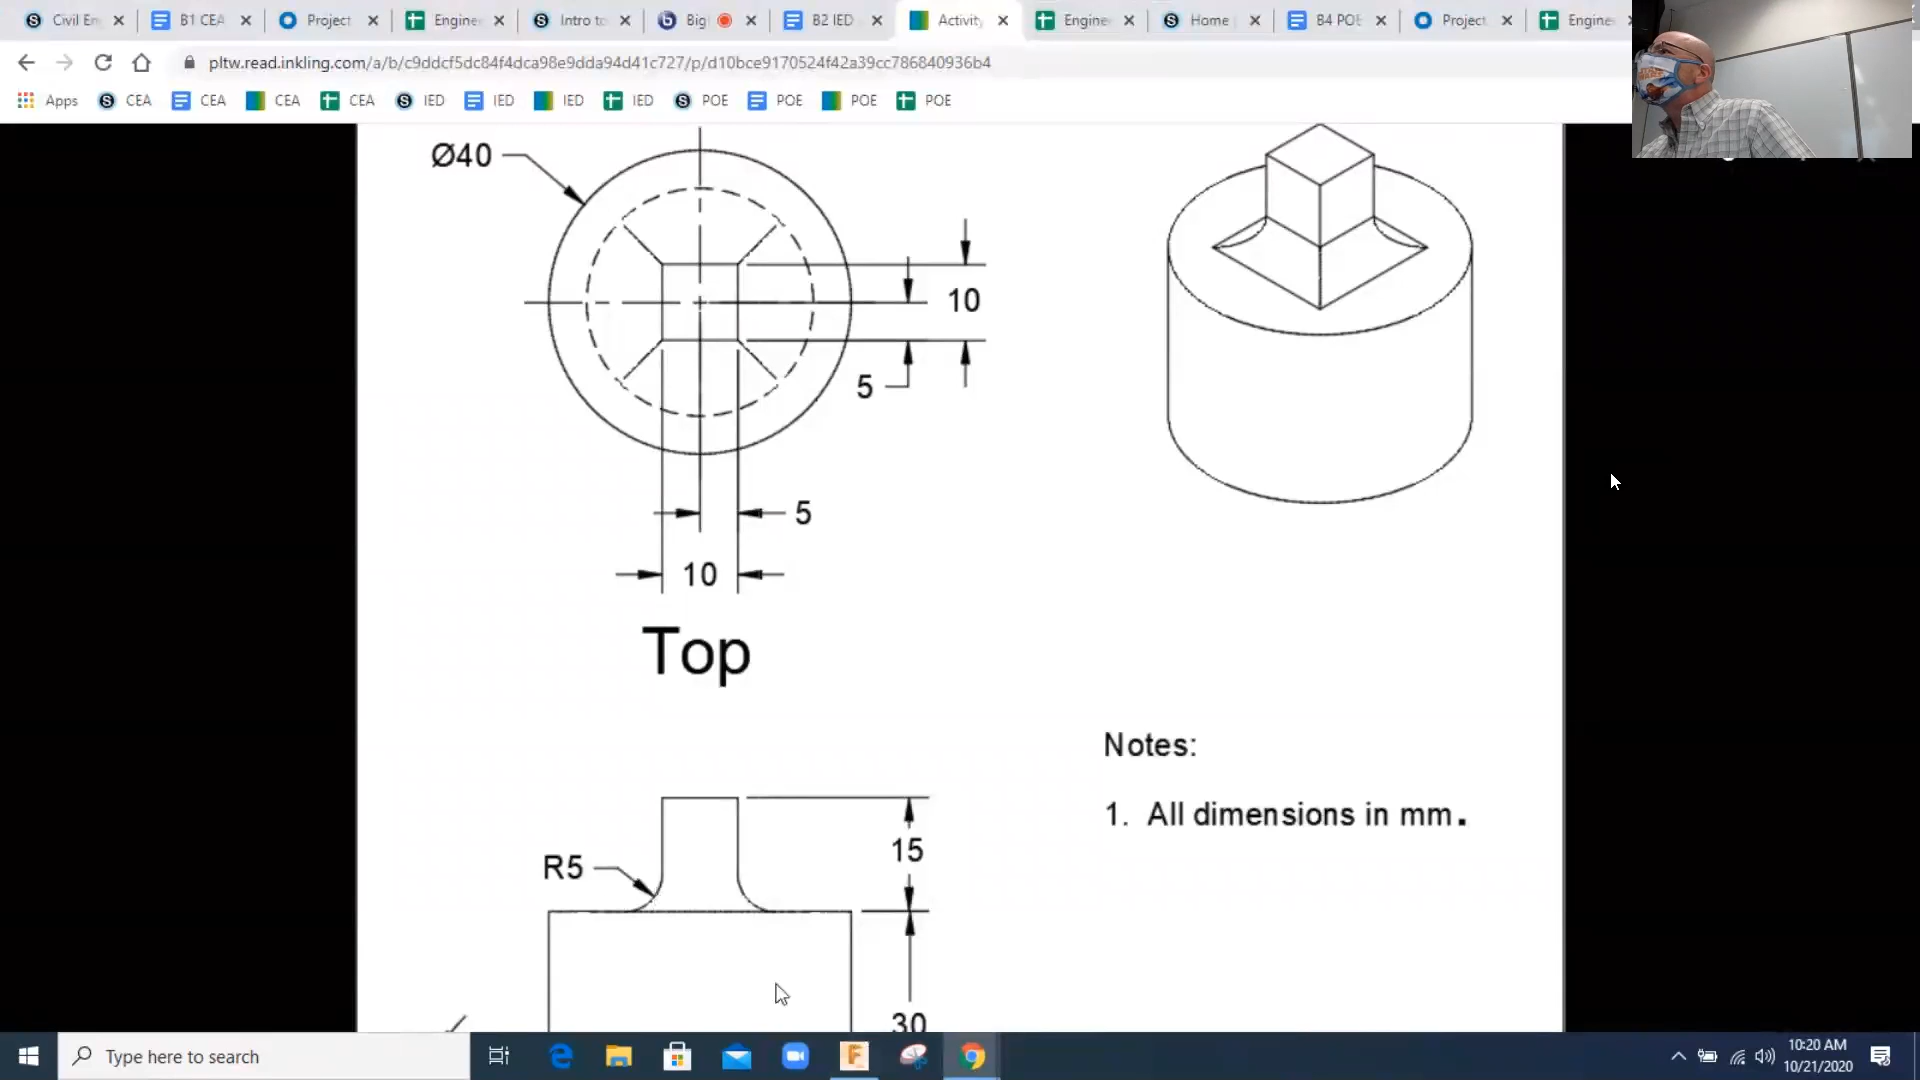 Civil En
B1 CEA
Project
Engine
Intro to
Big
B2 IED
Activity
Engine
Home
B4 POE
Project
Engine
pltw.read.inkling.com/a/b/c9ddcf5dc84f4dca98e9dda94d41c727/p/d10bce9170524f42a39cc786840936b4
Apps
CEA
CEA
CEA
CEA
IED
IED
IED
IED
POE
POE
POE
POE
Ø40
10
5
5
10
Top
Notes:
1. All dimensions in mm.
15
R5
30
Type here to search
10:20 AM
10/21/2020